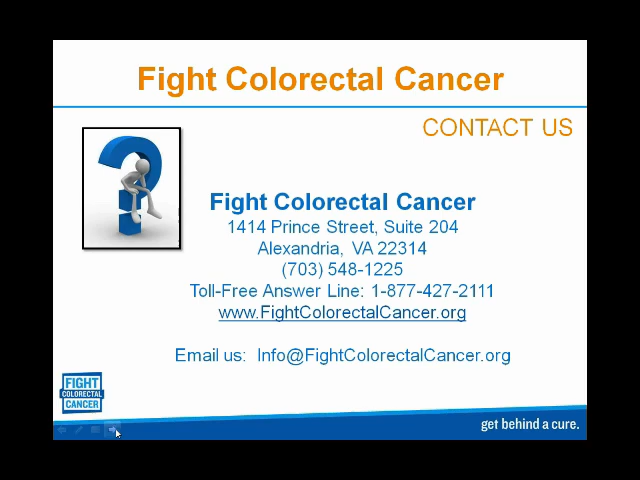 Fight Colorectal Cancer
CONTACT US
Fight Colorectal Cancer
1414 Prince Street, Suite 204
Alexandria, VA 22314
(703) 548-1225
Toll-Free Answer Line: 1-877-427-2111
www.FightColorectalCancer.org
Email us: Info@FightColorectalCancer.org
FIGHT
COLORECTAL
CANCER
get behind a cure.